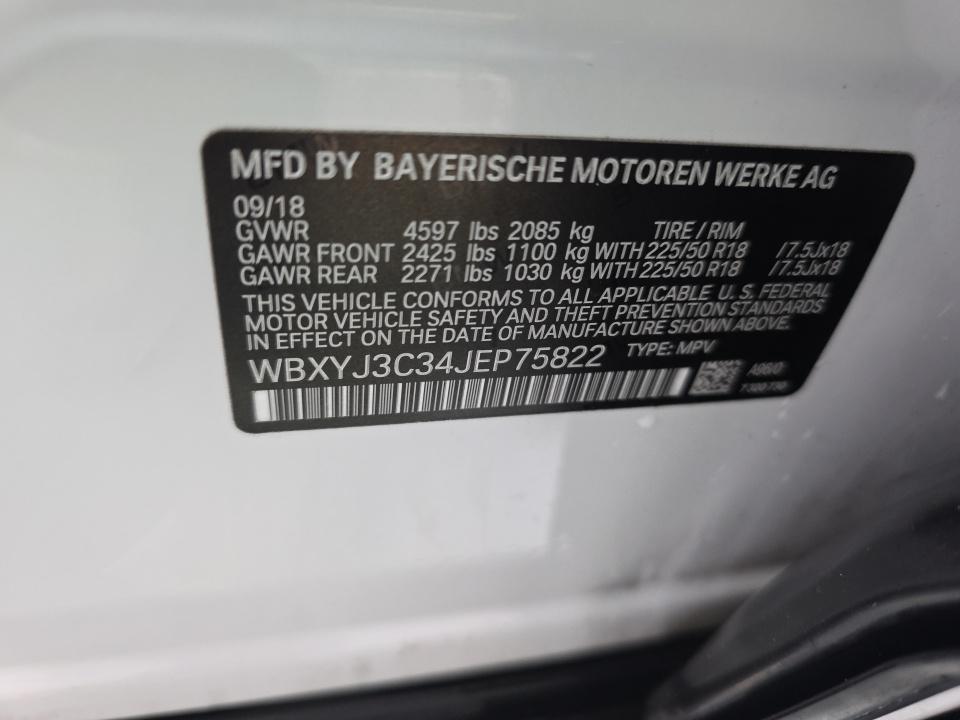 MFD BY BAYERISCHE MOTOREN WERKE AG
09/18
GVWR 4597 lbs 2085 kg TIRE / RIM
GAWR FRONT 2425 lbs 1100 kg WITH 225/50 R18 / 7.5Jx18
GAWR REAR 2271 lbs 1030 kg WITH 225/50 R18 / 7.5Jx18
THIS VEHICLE CONFORMS TO ALL APPLICABLE U. S. FEDERAL
MOTOR VEHICLE SAFETY AND THEFT PREVENTION STANDARDS
IN EFFECT ON THE DATE OF MANUFACTURE SHOWN ABOVE.
WBXYJ3C34JEP75822 TYPE: MPV